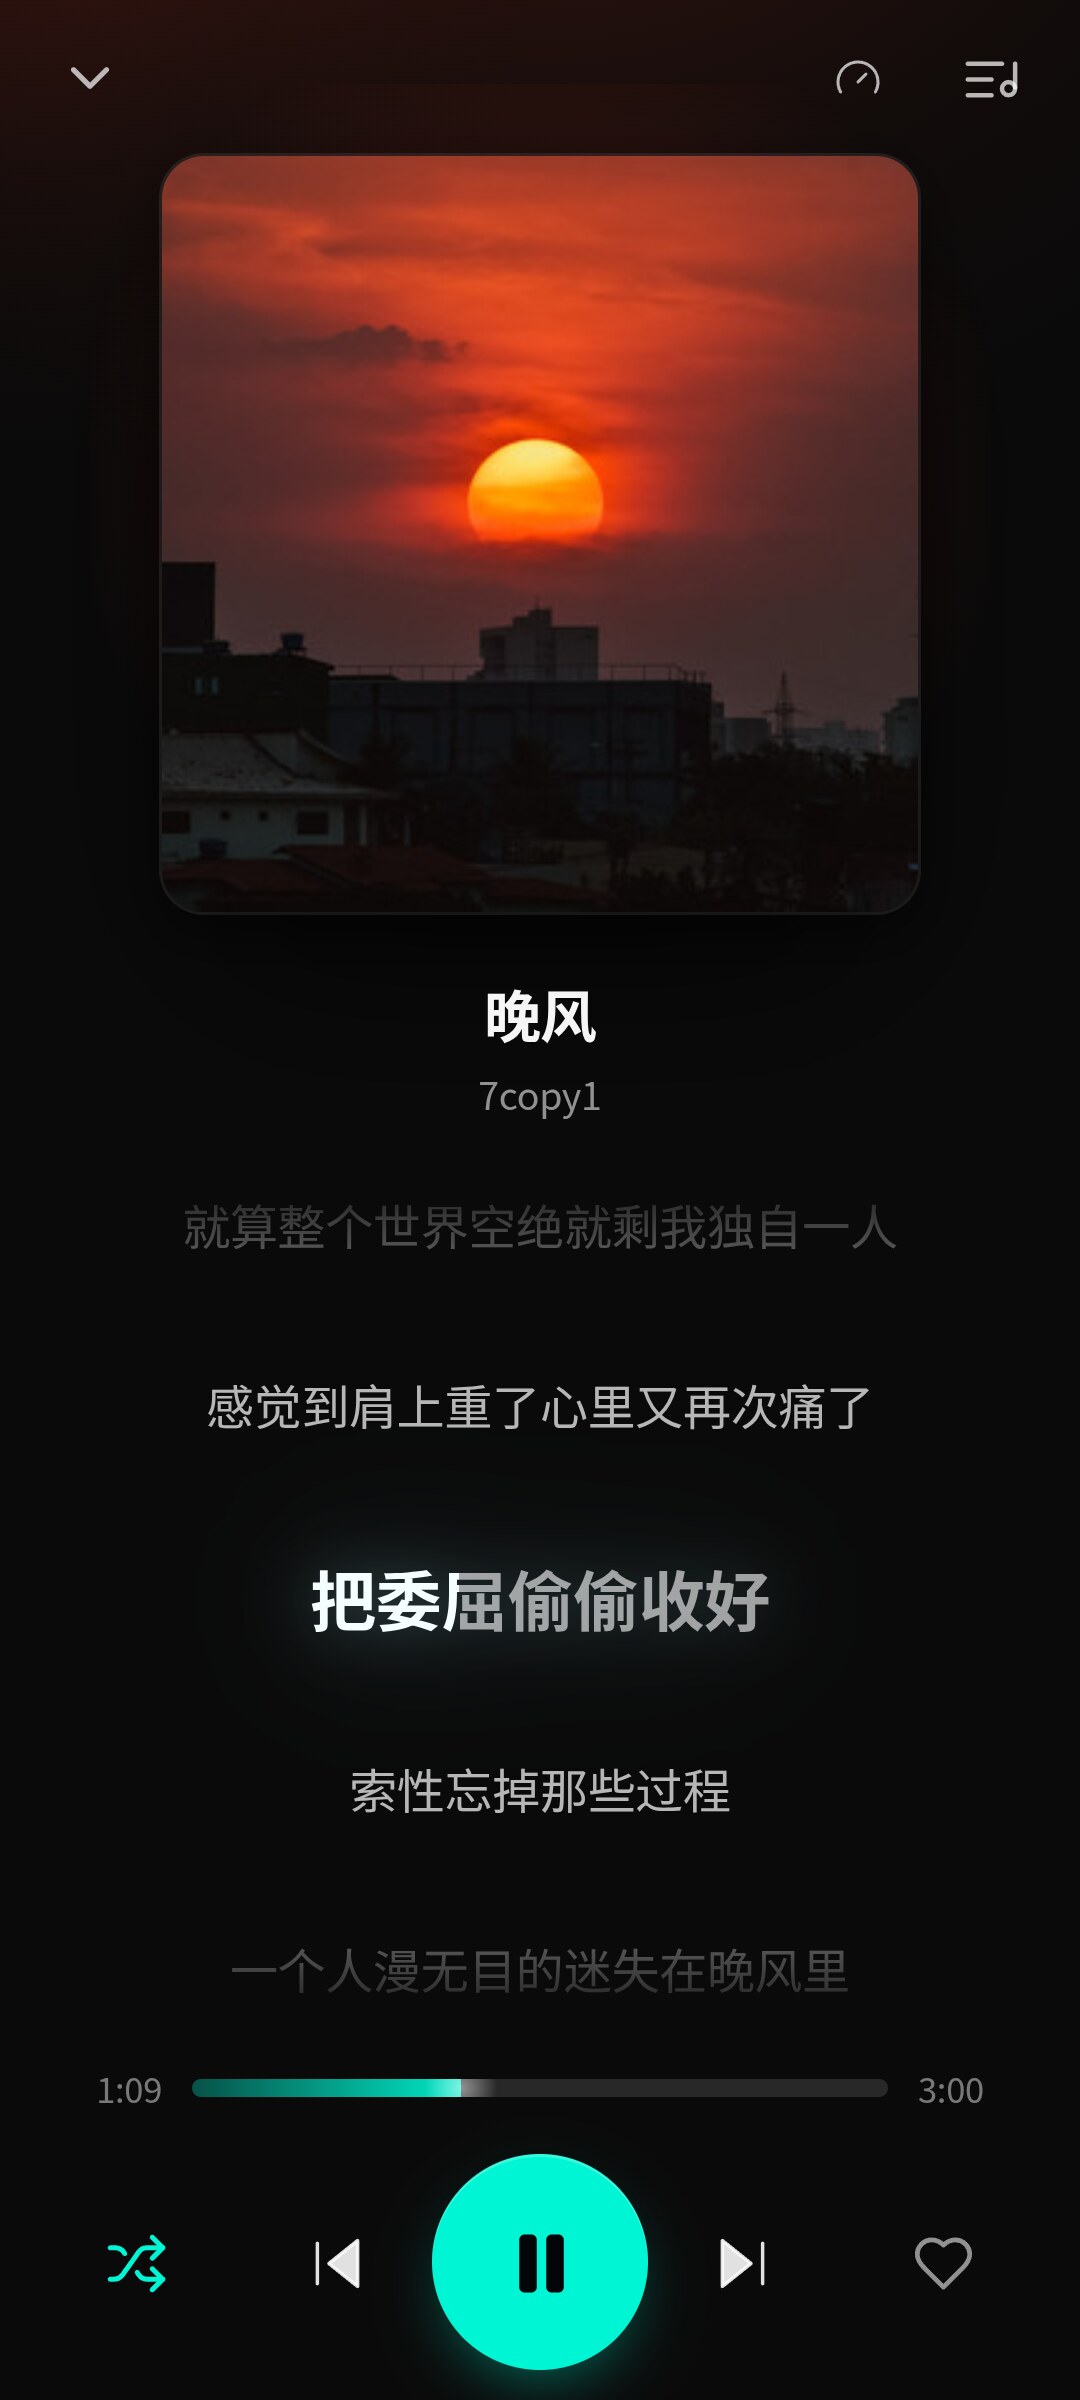 晚风
7copy1
就算整个世界空绝就剩我独自一人
感觉到肩上重了心里又再次痛了
把委屈偷偷收好
索性忘掉那些过程
一个人漫无目的迷失在晚风里
1:09 3:00